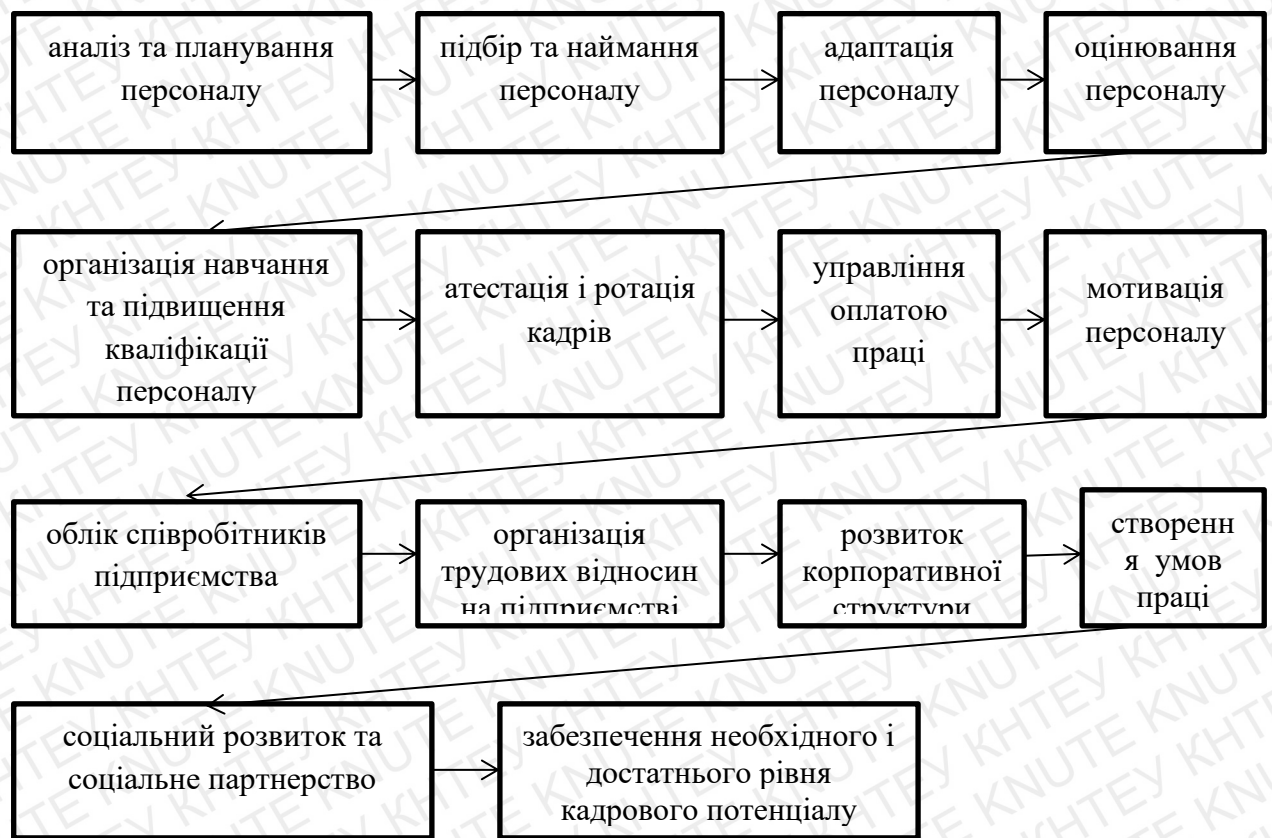 аналіз та планування
персоналу
підбір та наймання
персоналу
адаптація
персоналу
оцінювання
персоналу
організація навчання
та підвищення
кваліфікації
персоналу
атестація і ротація
кадрів
управління
оплатою
праці
мотивація
персоналу
облік співробітників
підприємства
організація
трудових відносин
на підприємстві
розвиток
корпоративної
структури
створенн
я умов
праці
соціальний розвиток та
соціальне партнерство
забезпечення необхідного і
достатнього рівня
кадрового потенціалу